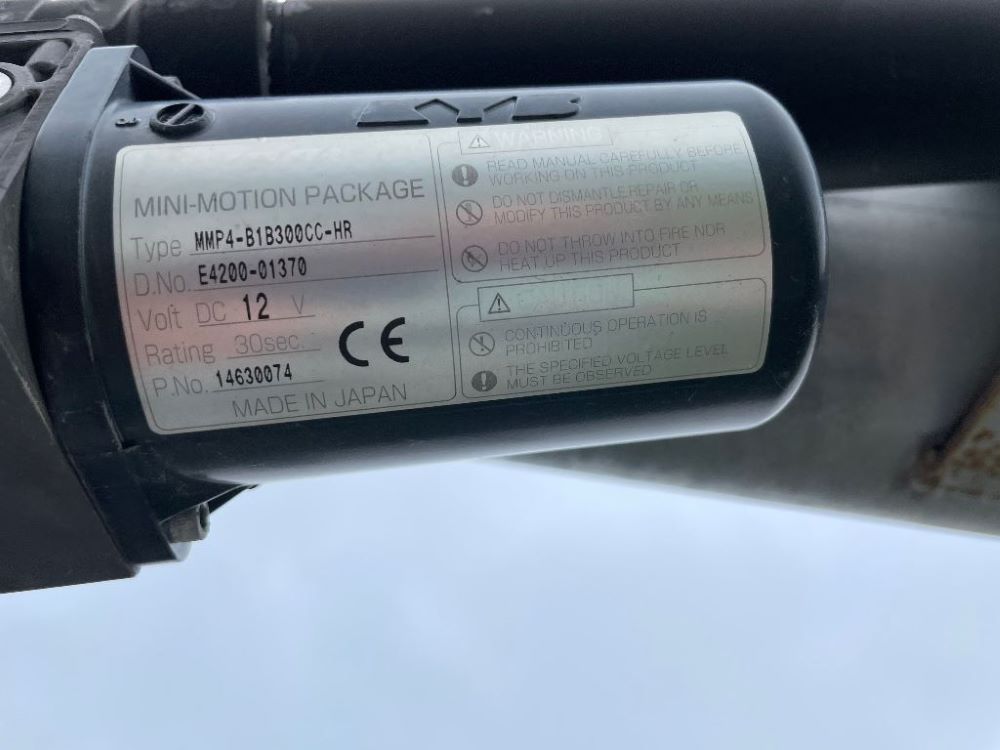 KYB
MINI-MOTION PACKAGE
Type MMP4-B1B300CC-HR
D.No. E4200-01370
Volt DC 12 V
Rating 30sec.
P.No. 14630074
CE
MADE IN JAPAN
WARNING
READ MANUAL CAREFULLY BEFORE
WORKING ON THIS PRODUCT
DO NOT DISMANTLE,REPAIR OR
MODIFY THIS PRODUCT BY ANY MEANS
DO NOT THROW INTO FIRE NOR
HEAT UP THIS PRODUCT
CAUTION
CONTINUOUS OPERATION IS
PROHIBITED
THE SPECIFIED VOLTAGE LEVEL
MUST BE OBSERVED